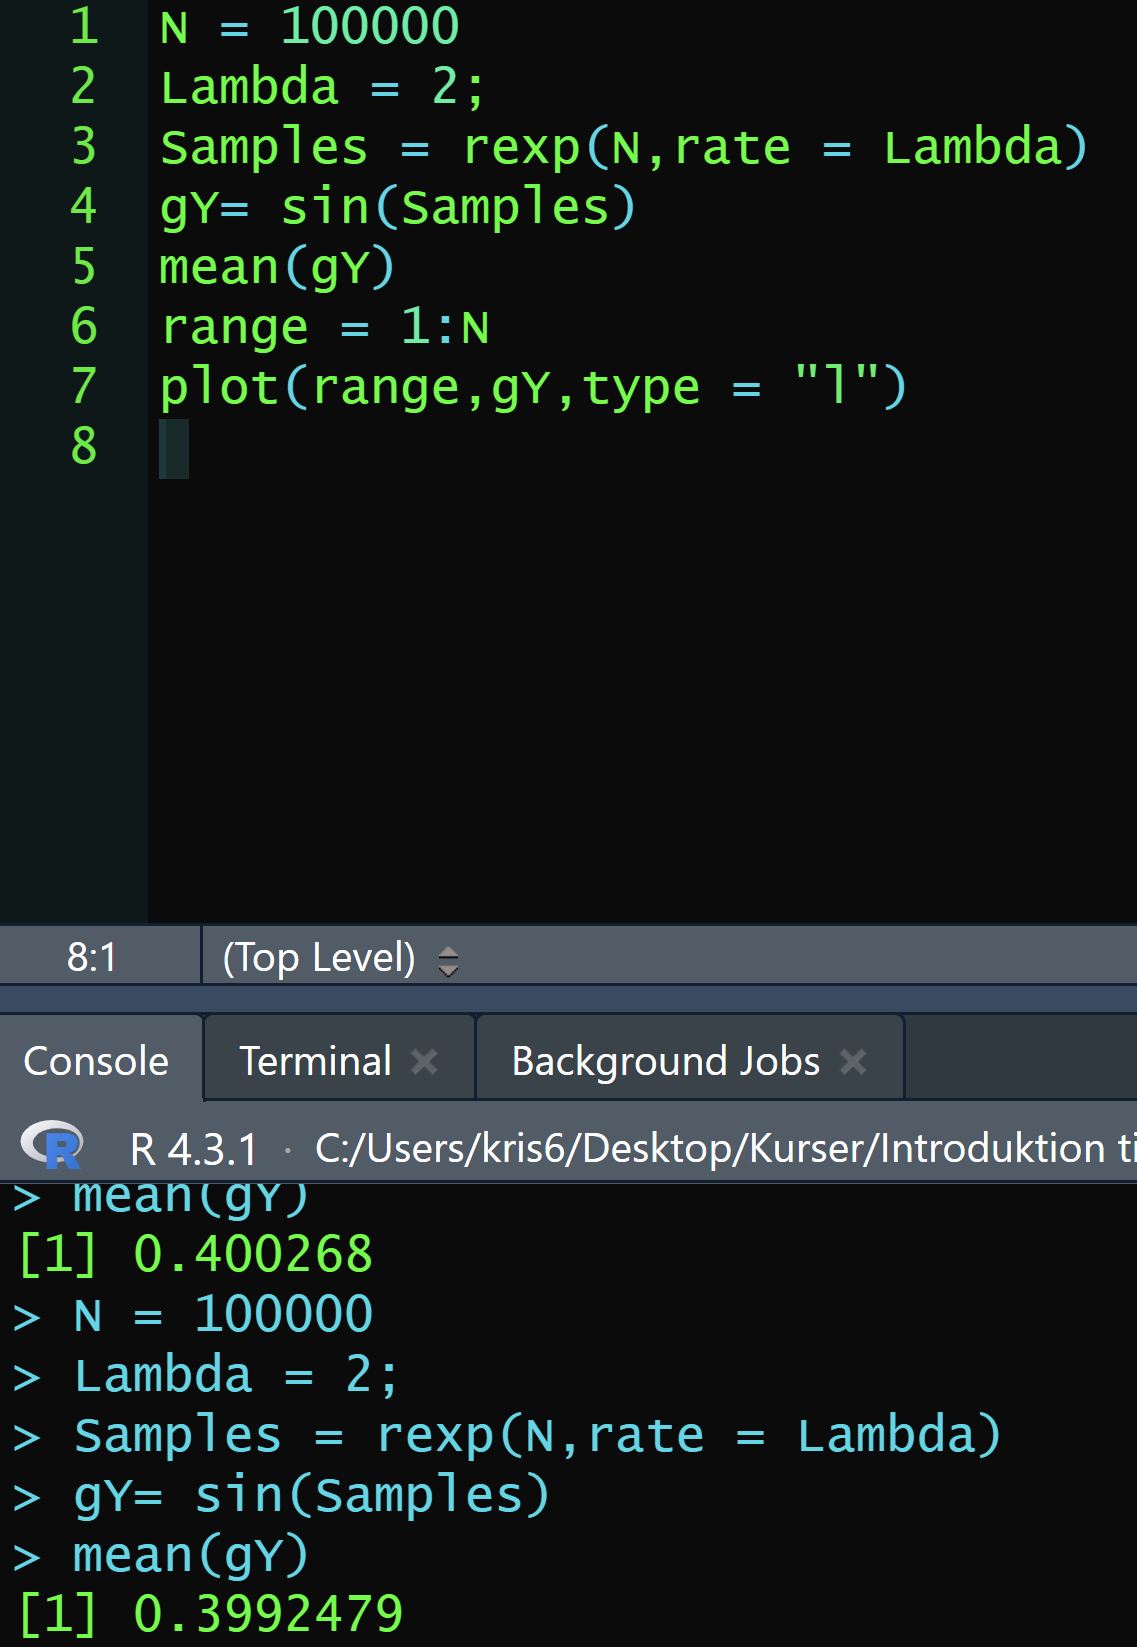 1 N = 100000
2 Lambda = 2;
3 Samples = rexp(N,rate = Lambda)
4 gY= sin(Samples)
5 mean(gY)
6 range = 1:N
7 plot(range,gY,type = "l")
8
8:1 (Top Level)
Console Terminal Background Jobs
R R 4.3.1 · C:/Users/kris6/Desktop/Kurser/Introduktion ti
> mean(gY)
[1] 0.400268
> N = 100000
> Lambda = 2;
> Samples = rexp(N,rate = Lambda)
> gY= sin(Samples)
> mean(gY)
[1] 0.3992479